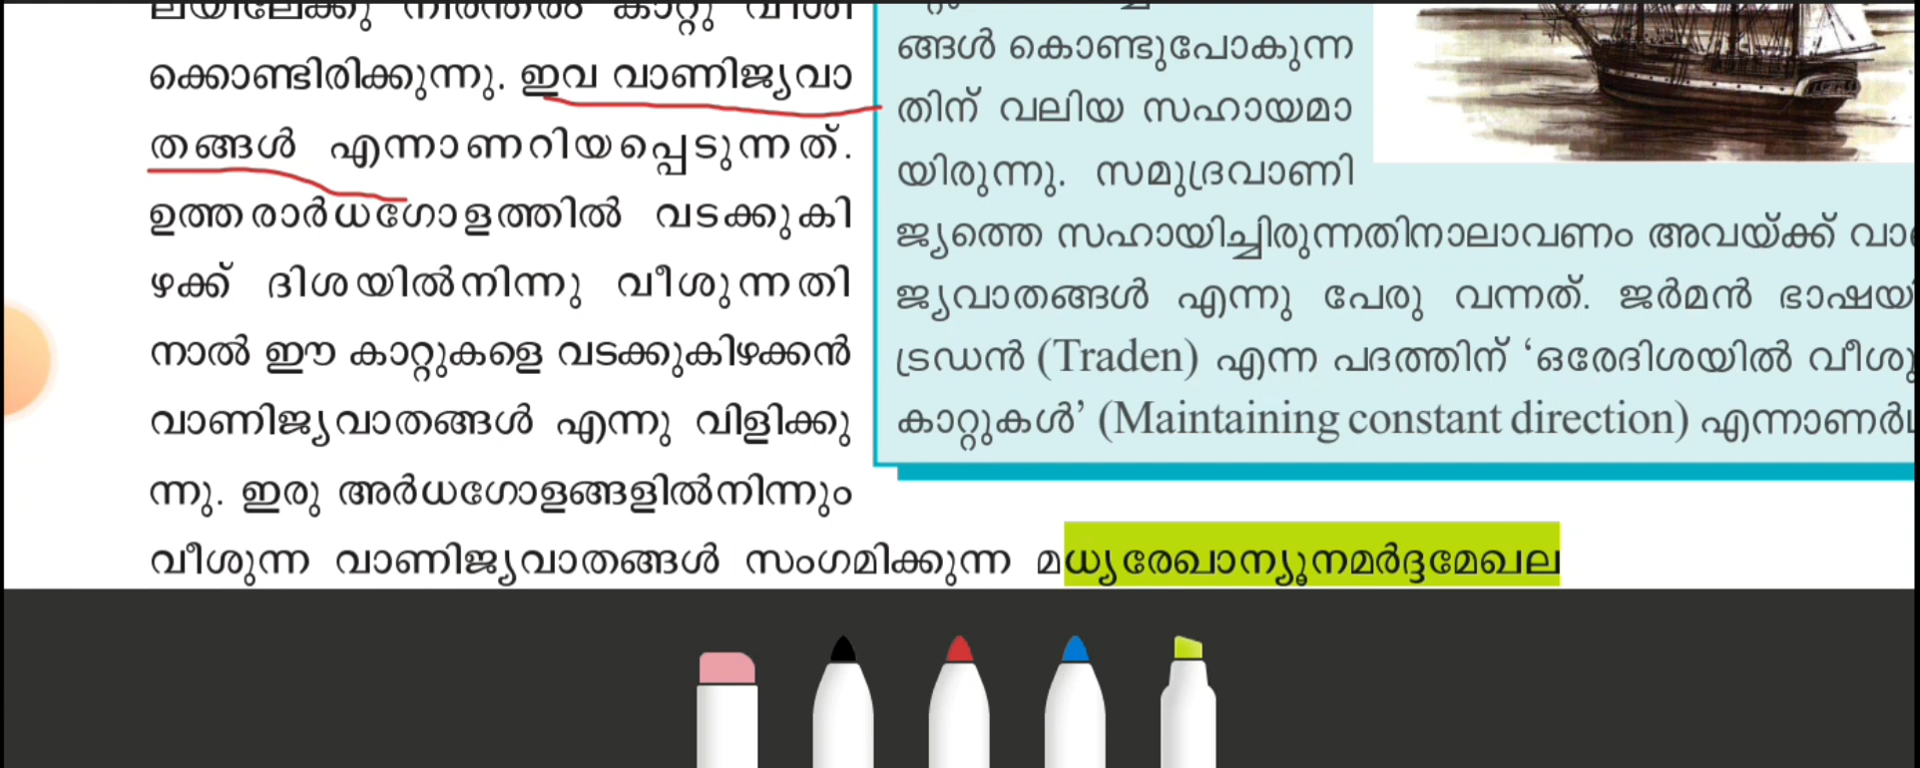 ലയിലേക്കു നിരന്തരം കാറ്റു വീശി
ക്കൊണ്ടിരിക്കുന്നു. ഇവ വാണിജ്യവാ
തങ്ങൾ എന്നാണറിയപ്പെടുന്നത്.
ഉത്തരാർധഗോളത്തിൽ വടക്കുകി
ഴക്ക് ദിശയിൽനിന്നു വീശുന്നതി
നാൽ ഈ കാറ്റുകളെ വടക്കുകിഴക്കൻ
വാണിജ്യവാതങ്ങൾ എന്നു വിളിക്കു
ന്നു. ഇരു അർധഗോളങ്ങളിൽനിന്നും
വീശുന്ന വാണിജ്യവാതങ്ങൾ സംഗമിക്കുന്ന മധ്യരേഖാന്യൂനമർദ്ദമേഖല
ങ്ങൾ കൊണ്ടുപോകുന്ന
തിന് വലിയ സഹായമാ
യിരുന്നു. സമുദ്രവാണി
ജ്യത്തെ സഹായിച്ചിരുന്നതിനാലാവണം അവയ്ക്ക്
ജ്യവാതങ്ങൾ എന്നു പേരു വന്നത്. ജർമൻ
ട്രഡൻ (Traden) എന്ന പദത്തിന് ‘ഒരേദിശയിൽ
കാറ്റുകൾ’ (Maintaining constant direction)